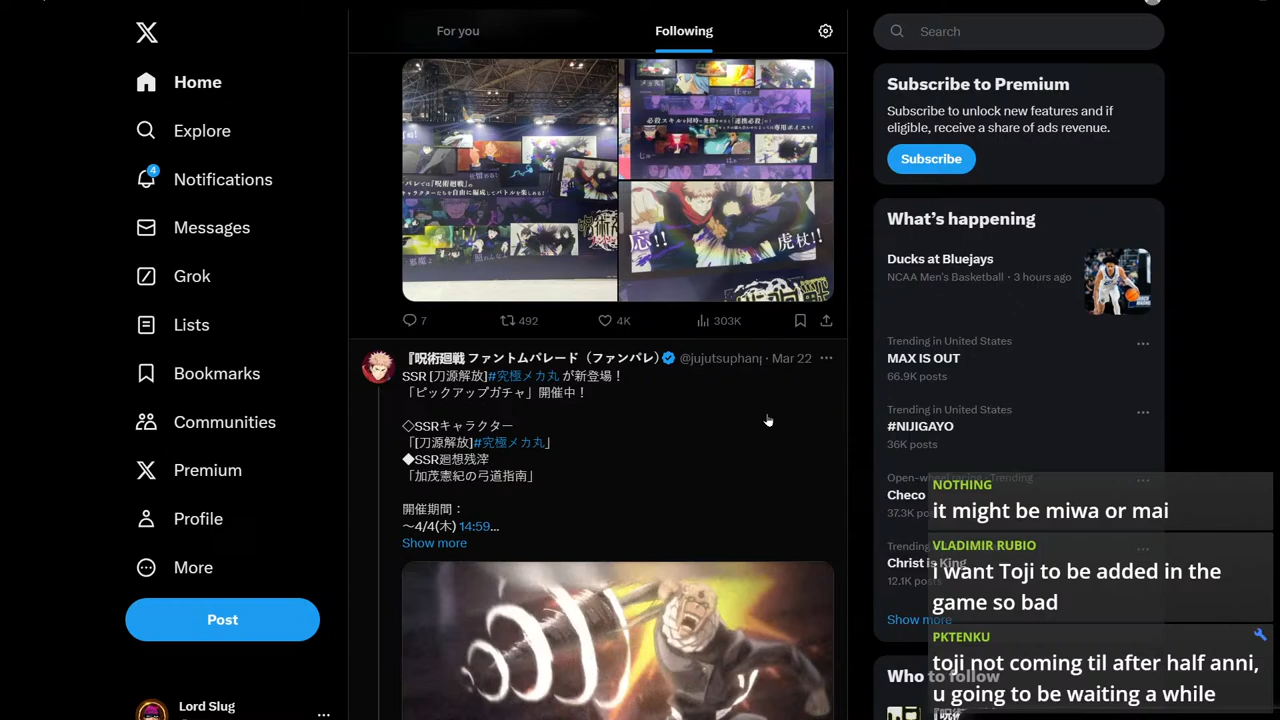 For you
Following
Search
Home
Explore
4
Notifications
Messages
Grok
Lists
Bookmarks
Communities
Premium
Profile
More
Post
Lord Slug
応!!
虎杖!!
7
492
4K
303K
『呪術廻戦 ファントムパレード（ファンパレ） @jujutsuphanp · Mar 22
SSR [刀源解放]#究極メカ丸 が新登場！
「ピックアップガチャ」開催中！
◇SSRキャラクター
「[刀源解放]#究極メカ丸」
◆SSR廻想残滓
「加茂憲紀の弓道指南」
開催期間：
～4/4(木) 14:59...
Show more
Subscribe to Premium
Subscribe to unlock new features and if
eligible, receive a share of ads revenue.
Subscribe
What's happening
Ducks at Bluejays
NCAA Men's Basketball · 3 hours ago
Trending in United States
MAX IS OUT
66.9K posts
Trending in United States
#NIJIGAYO
36K posts
Trending
Checo
37.3K
Trending
Christ is King
12.1K
Show more
Who to follow
NOTHING
it might be miwa or mai
VLADIMIR RUBIO
I want Toji to be added in the
game so bad
PKTENKU
toji not coming til after half anni,
u going to be waiting a while